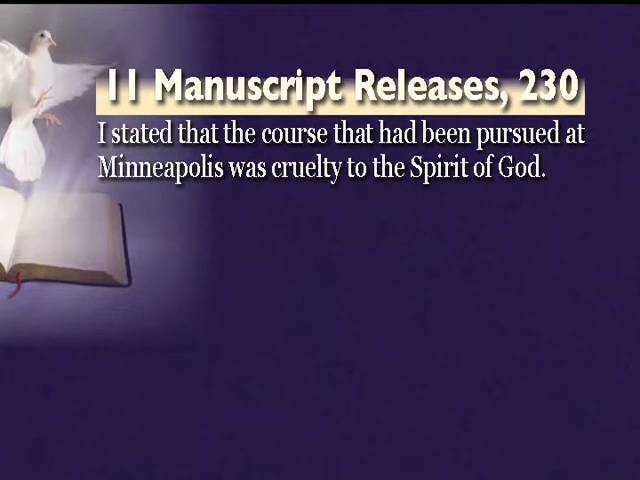 11 Manuscript Releases, 230
I stated that the course that had been pursued at
Minneapolis was cruelty to the Spirit of God.